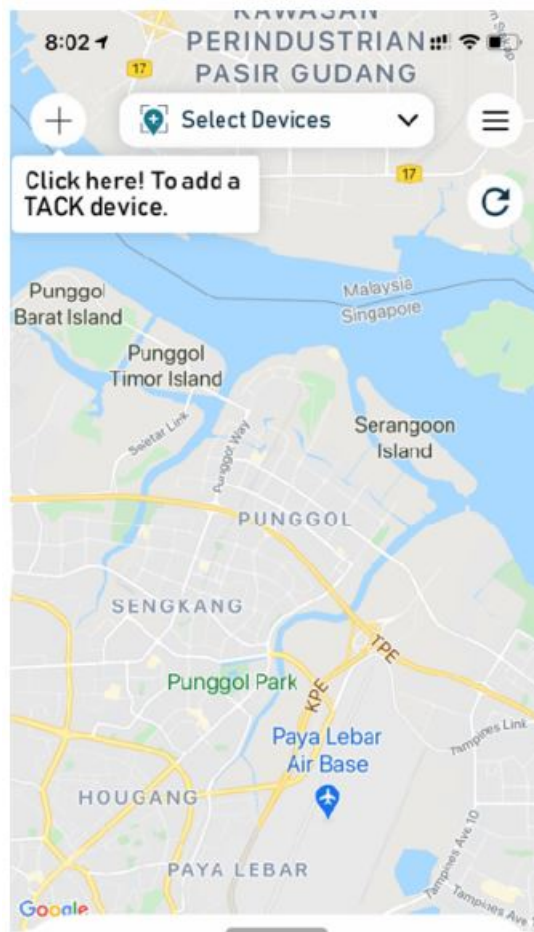 KAWASAN
8:02
PERINDUSTRIAN
PASIR GUDANG
17
Select Devices
Click here! To add a
TACK device.
17
Malaysia
Singapore
Punggol
Barat Island
Punggol
Timor Island
Seletar Link
Punggol Way
Serangoon
Island
PUNGGOL
SENGKANG
TPE
Punggol Park
KPE
Paya Lebar
Air Base
Tampines Link
HOUGANG
PAYA LEBAR
Tampines Ave 10
Tampines Ave
Google